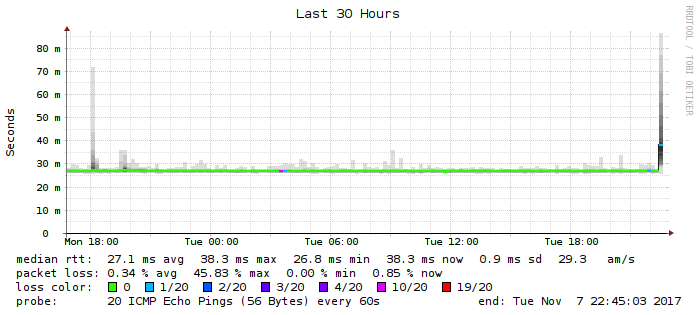 Last 30 Hours
RRDTOOL / TOBI OETIKER
Seconds
80 m
70 m
60 m
50 m
40 m
30 m
20 m
10 m
0
Mon 18:00 Tue 00:00 Tue 06:00 Tue 12:00 Tue 18:00
median rtt: 27.1 ms avg 38.3 ms max 26.8 ms min 38.3 ms now 0.9 ms sd 29.3 am/s
packet loss: 0.34 % avg 45.83 % max 0.00 % min 0.85 % now
loss color: 0 1/20 2/20 3/20 4/20 10/20 19/20
probe: 20 ICMP Echo Pings (56 Bytes) every 60s end: Tue Nov 7 22:45:03 2017